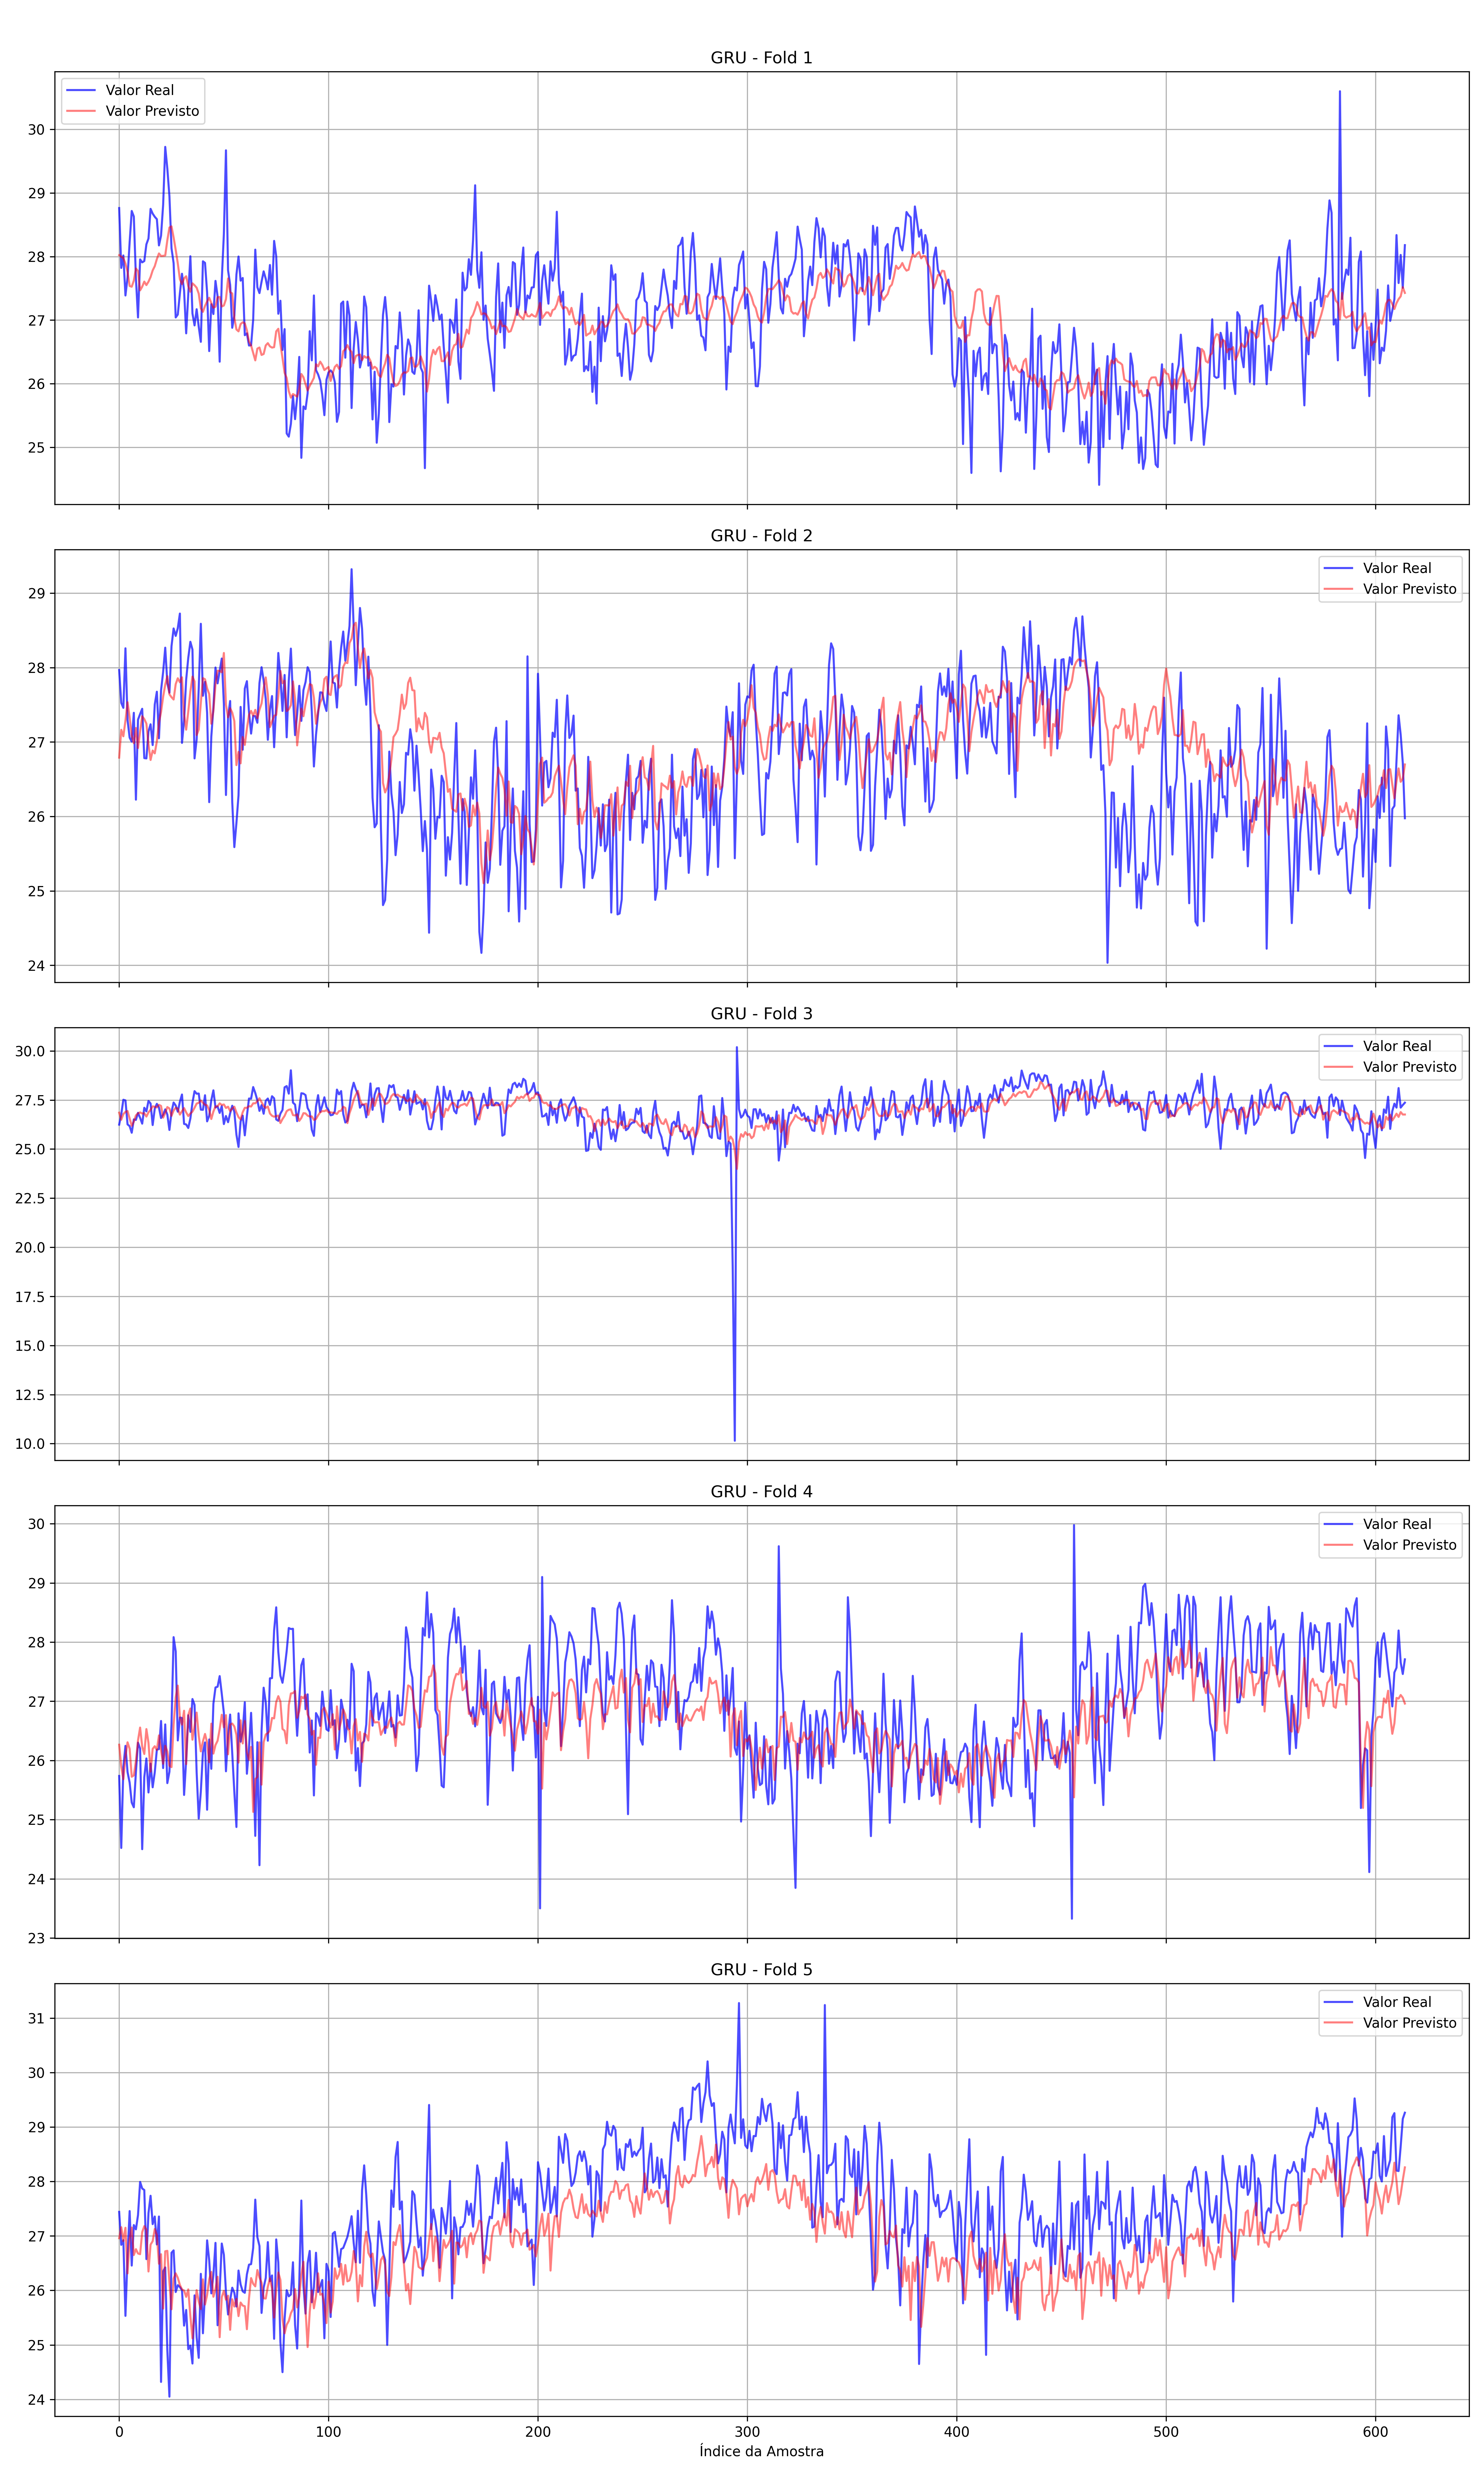 GRU - Fold 1
Valor Real
Valor Previsto
30
29
28
27
26
25
GRU - Fold 2
Valor Real
Valor Previsto
29
28
27
26
25
24
GRU - Fold 3
Valor Real
Valor Previsto
30.0
27.5
25.0
22.5
20.0
17.5
15.0
12.5
10.0
GRU - Fold 4
Valor Real
Valor Previsto
30
29
28
27
26
25
24
23
GRU - Fold 5
Valor Real
Valor Previsto
31
30
29
28
27
26
25
24
0 100 200 300 400 500 600
Índice da Amostra